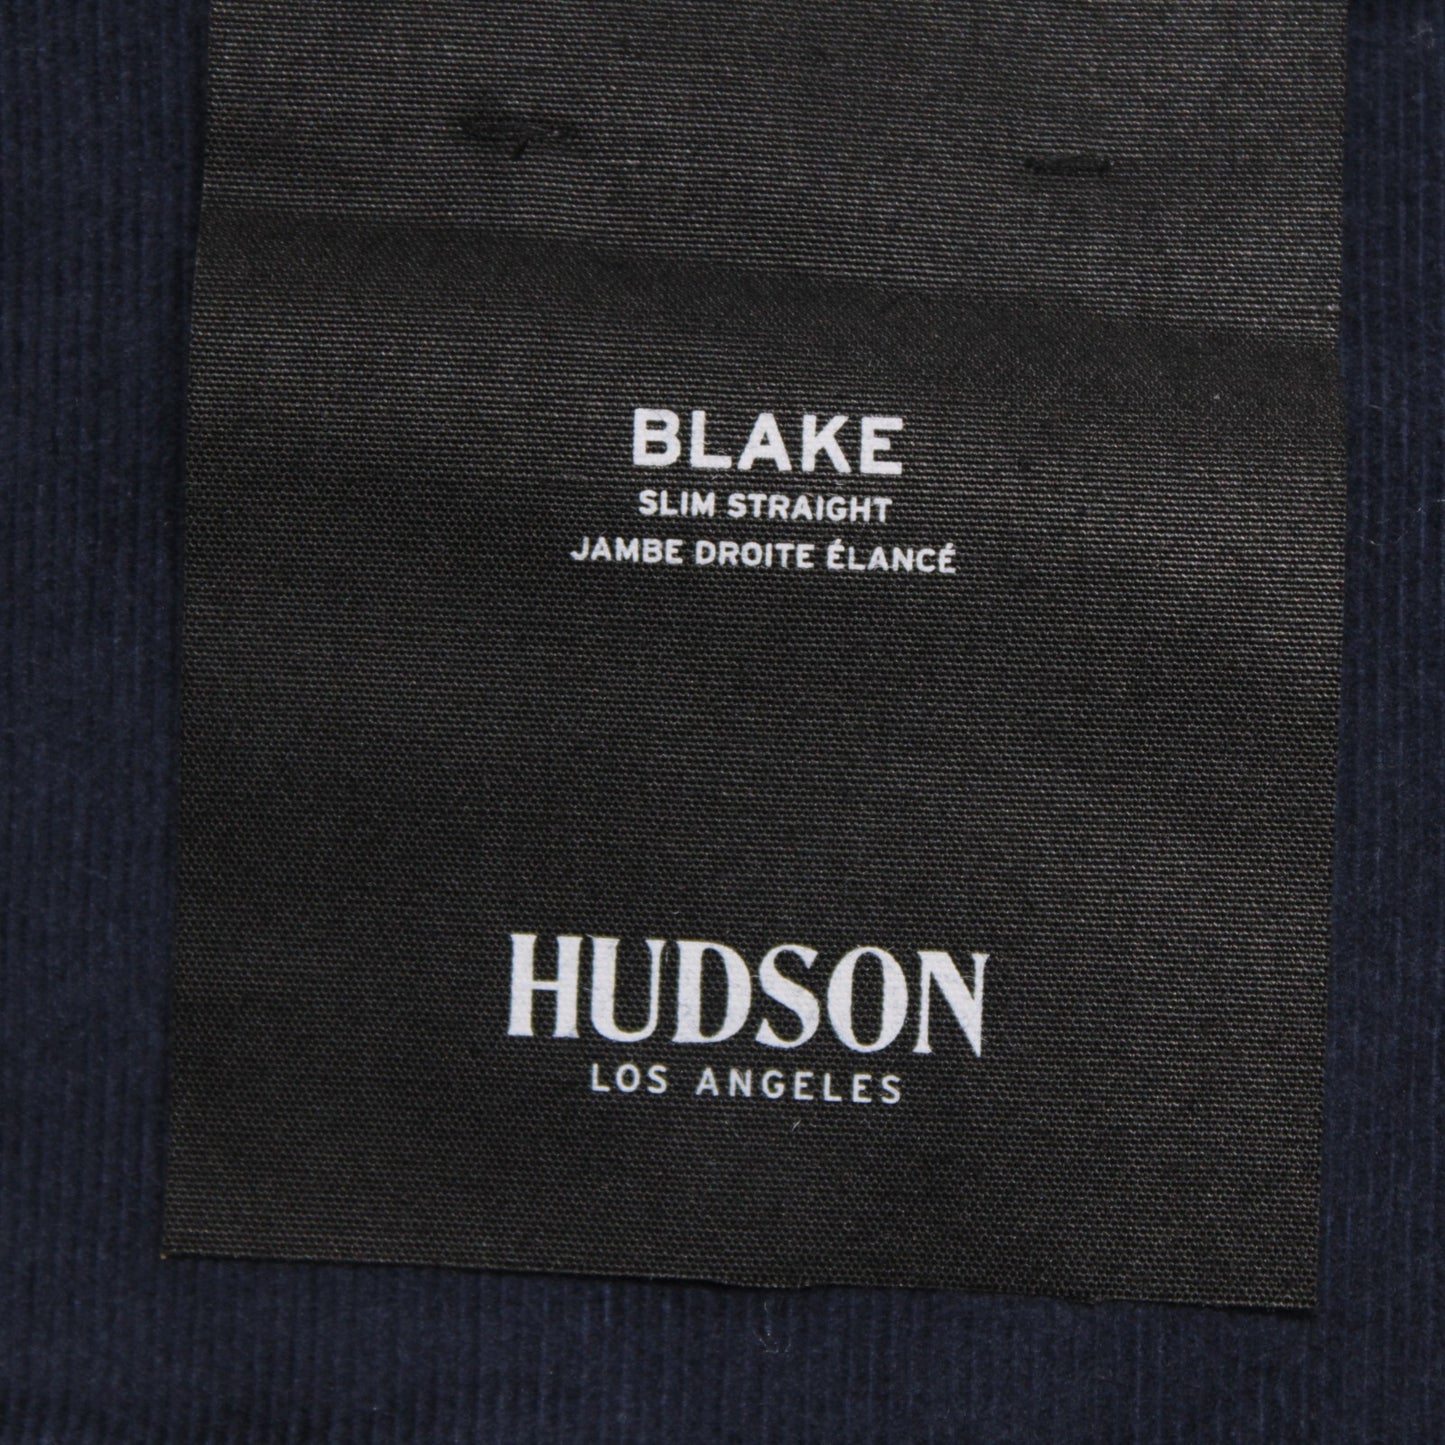 BLAKE
SLIM STRAIGHT
JAMBE DROITE ÉLANCÉ
HUDSON
LOS ANGELES